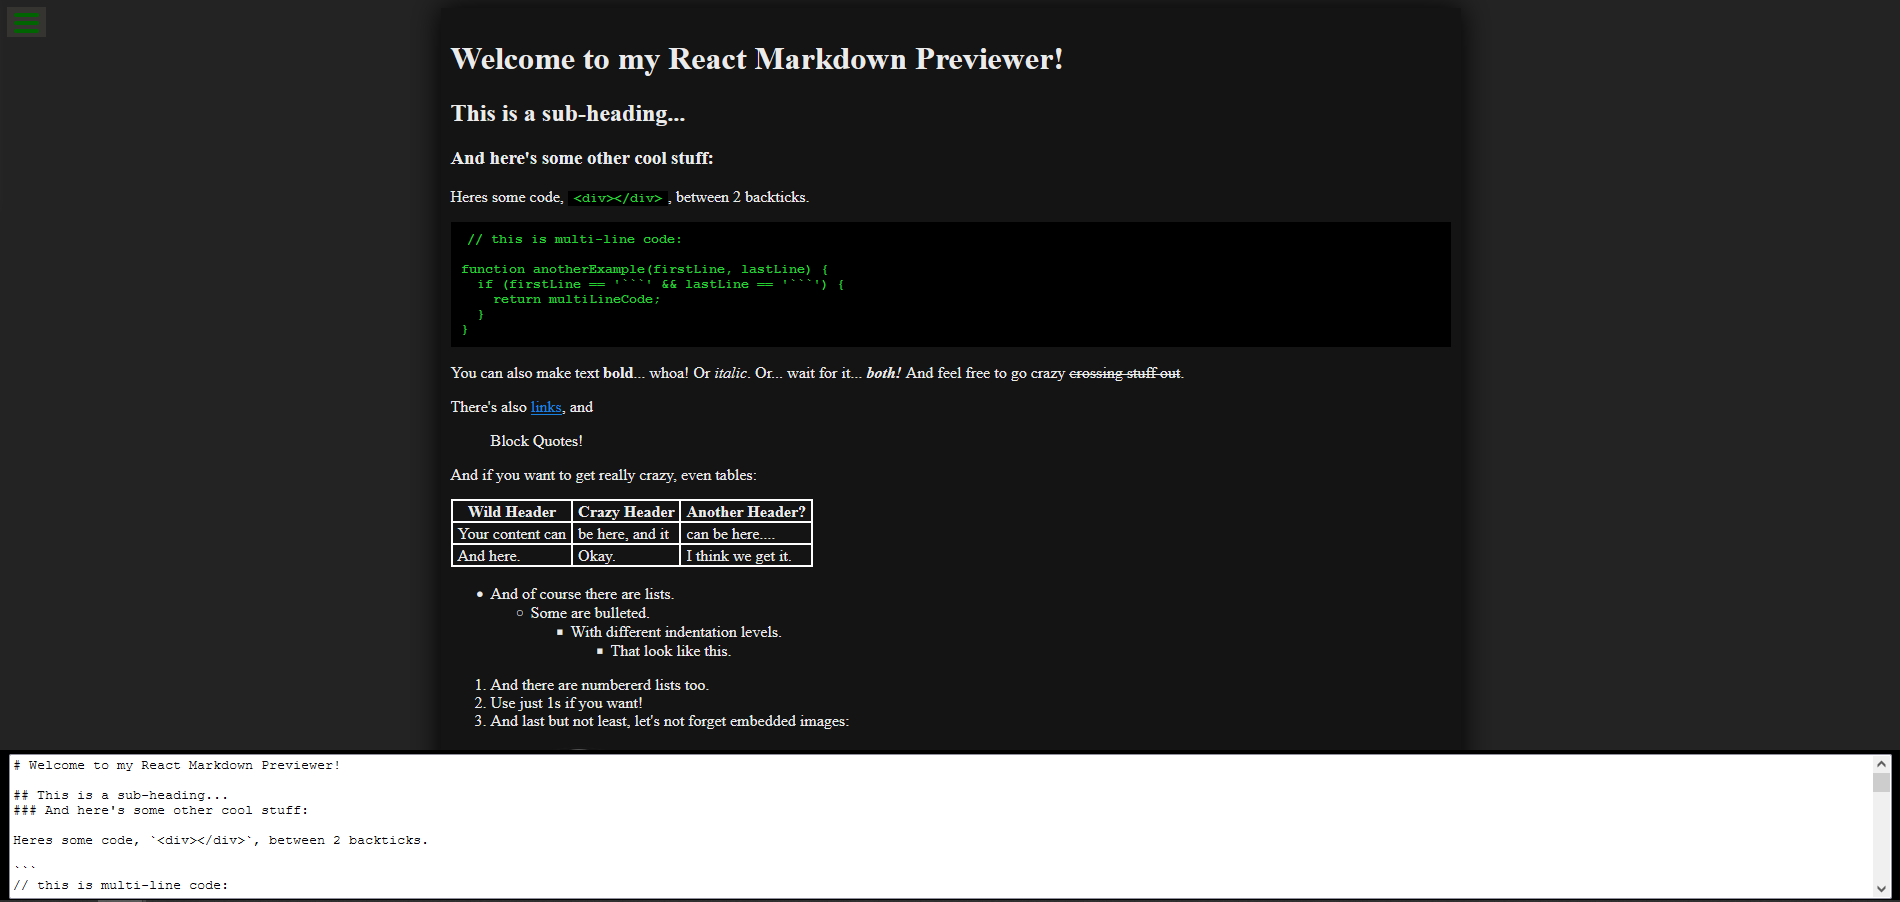 Welcome to my React Markdown Previewer!
This is a sub-heading...
And here's some other cool stuff:
Heres some code, <div></div>, between 2 backticks.
// this is multi-line code:
function anotherExample(firstLine, lastLine) {
if (firstLine == '```' && lastLine == '```') {
return multiLineCode;
}
}
You can also make text bold... whoa! Or italic. Or... wait for it... both! And feel free to go crazy crossing stuff out.
There's also links, and
Block Quotes!
And if you want to get really crazy, even tables:
Wild Header Crazy Header Another Header?
Your content can be here, and it can be here....
And here. Okay. I think we get it.
And of course there are lists.
Some are bulleted.
With different indentation levels.
That look like this.
1. And there are numbererd lists too.
2. Use just 1s if you want!
3. And last but not least, let's not forget embedded images:
# Welcome to my React Markdown Previewer!
## This is a sub-heading...
### And here's some other cool stuff:
Heres some code, `<div></div>`, between 2 backticks.
```
// this is multi-line code: